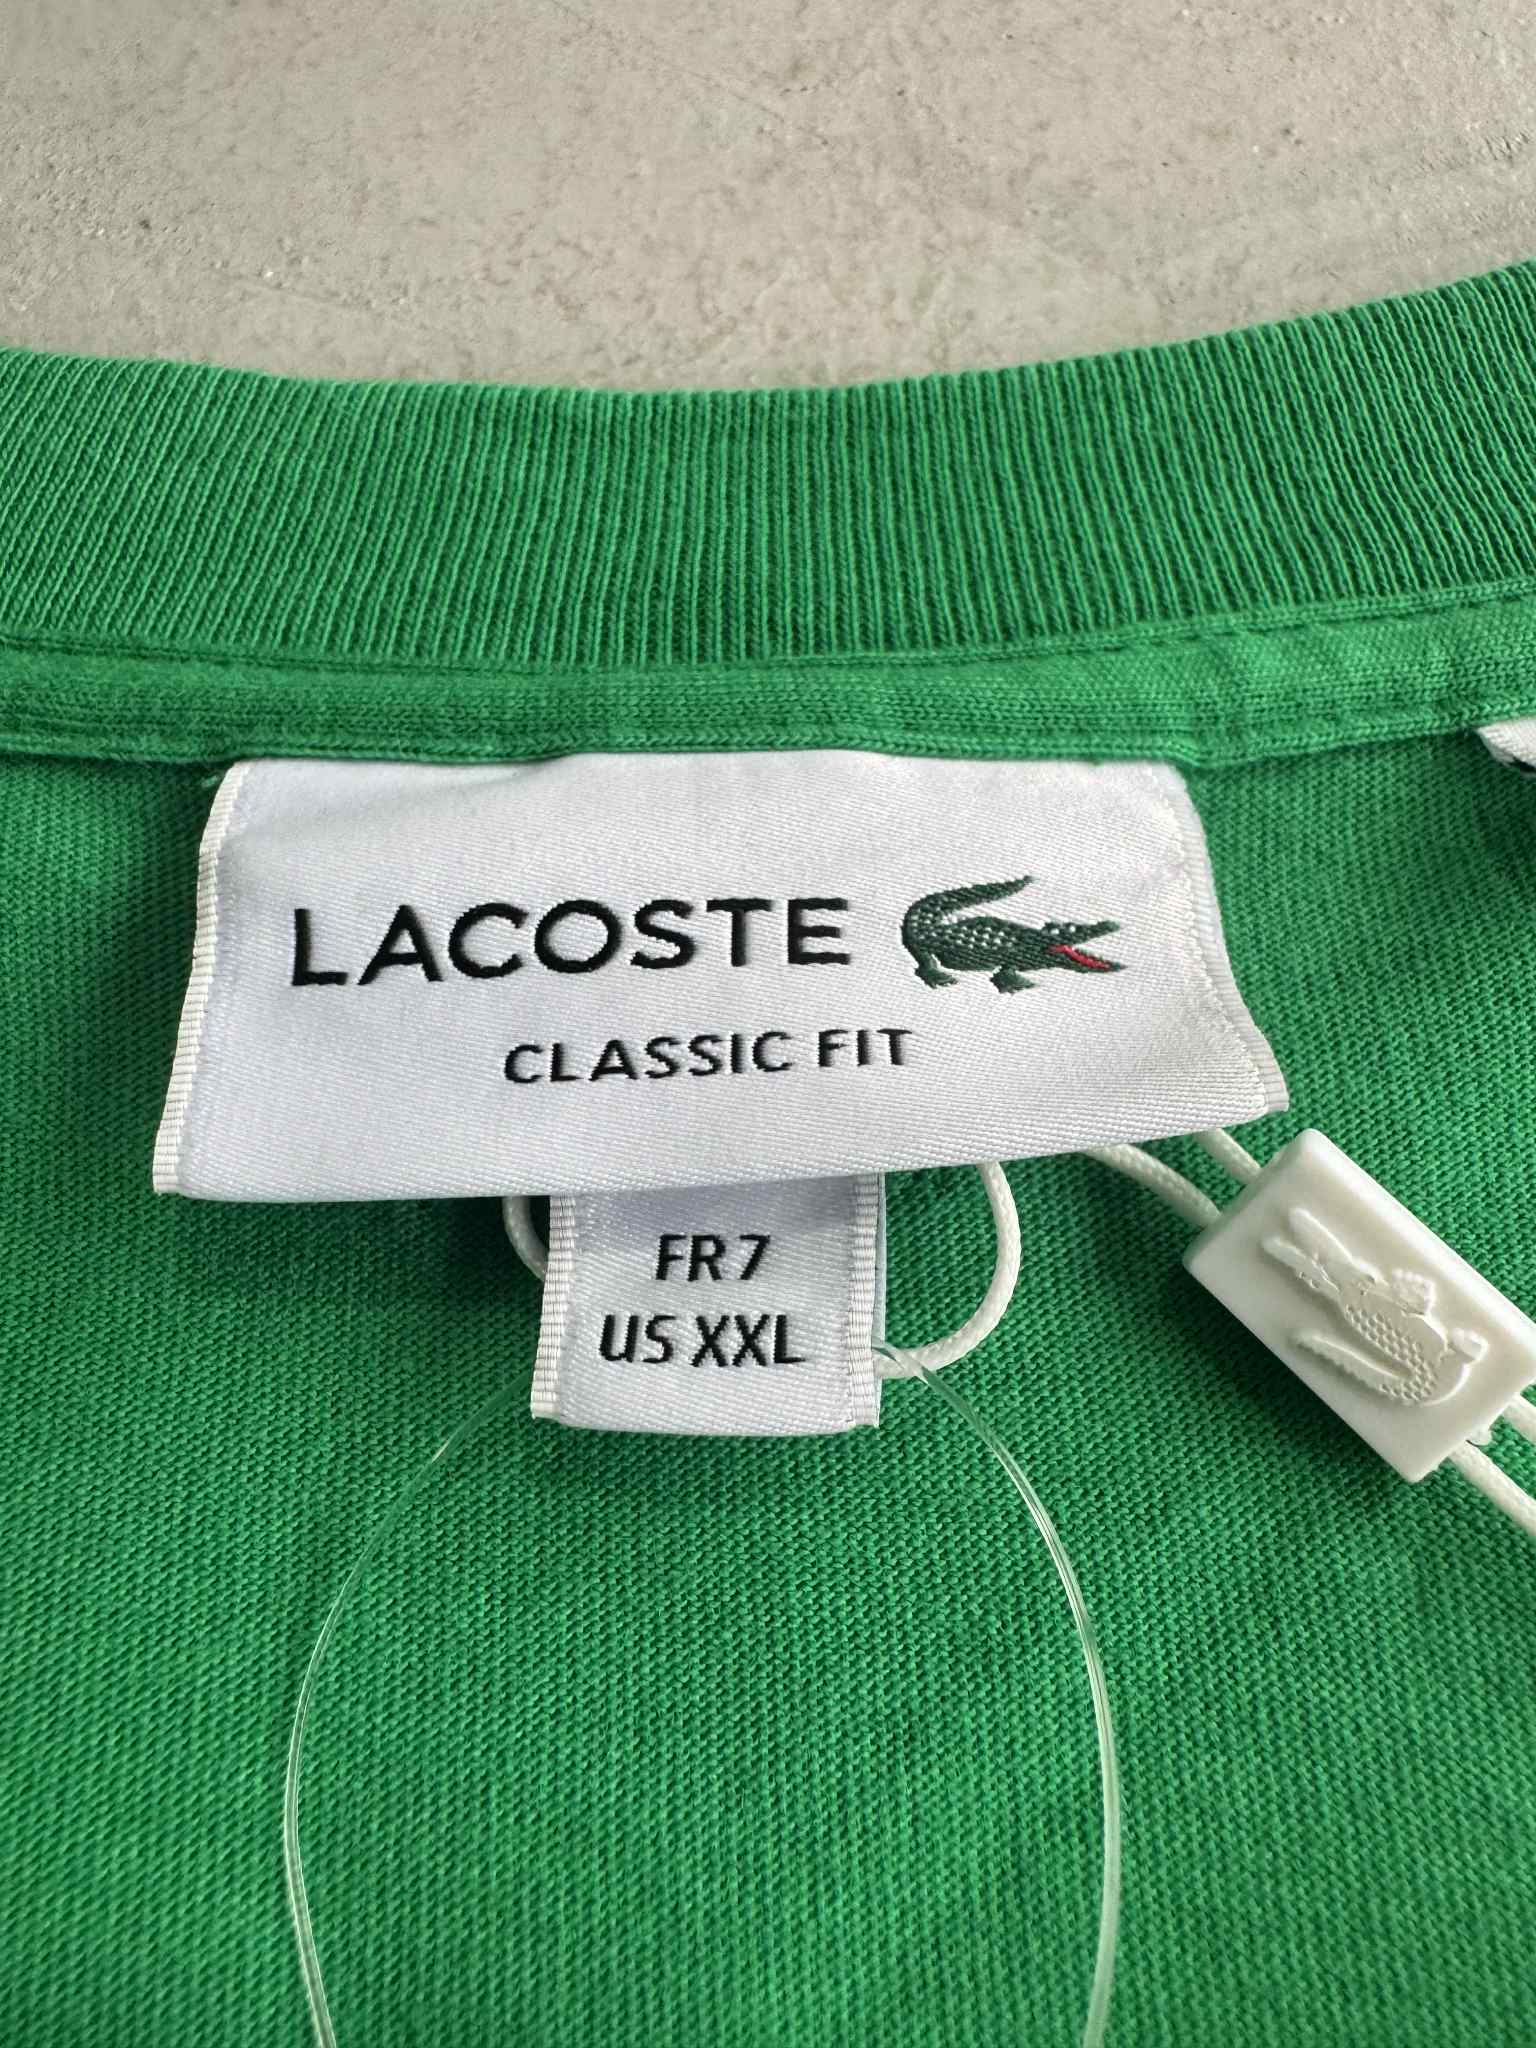 LACOSTE
CLASSIC FIT
FR 7
US XXL